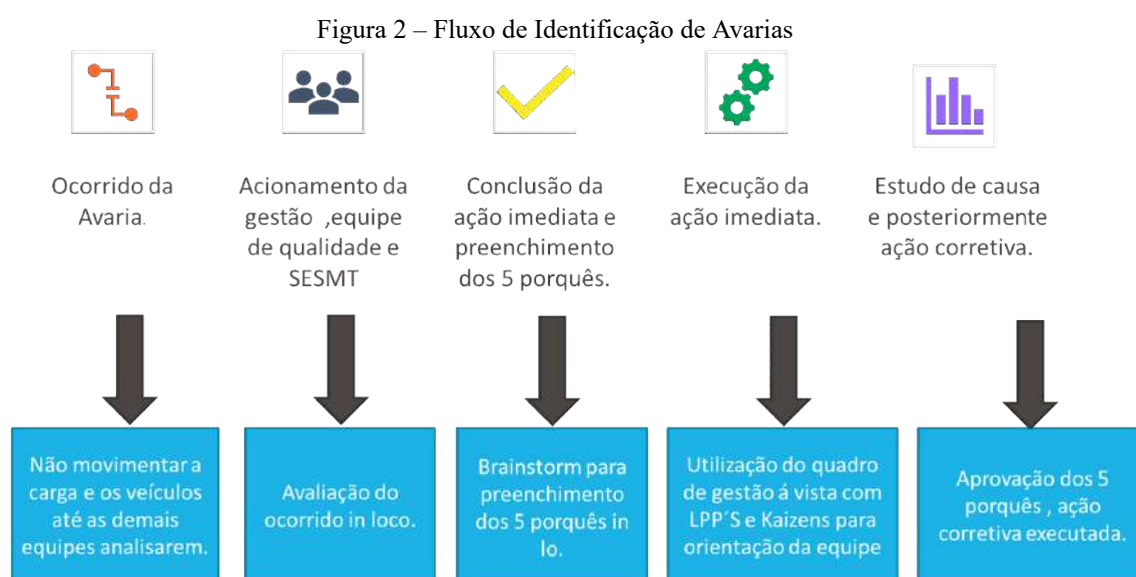 Figura 2 – Fluxo de Identificação de Avarias
Ocorrido da
Avaria.
Acionamento da
gestão ,equipe
de qualidade e
SESMT
Conclusão da
ação imediata e
preenchimento
dos 5 porquês.
Execução da
ação imediata.
Estudo de causa
e posteriormente
ação corretiva.
Não movimentar a
carga e os veículos
até as demais
equipes analisarem.
Avaliação do
ocorrido in loco.
Brainstorm para
preenchimento
dos 5 porquês in
lo.
Utilização do quadro
de gestão á vista com
LPP´S e Kaizens para
orientação da equipe
Aprovação dos 5
porquês , ação
corretiva executada.